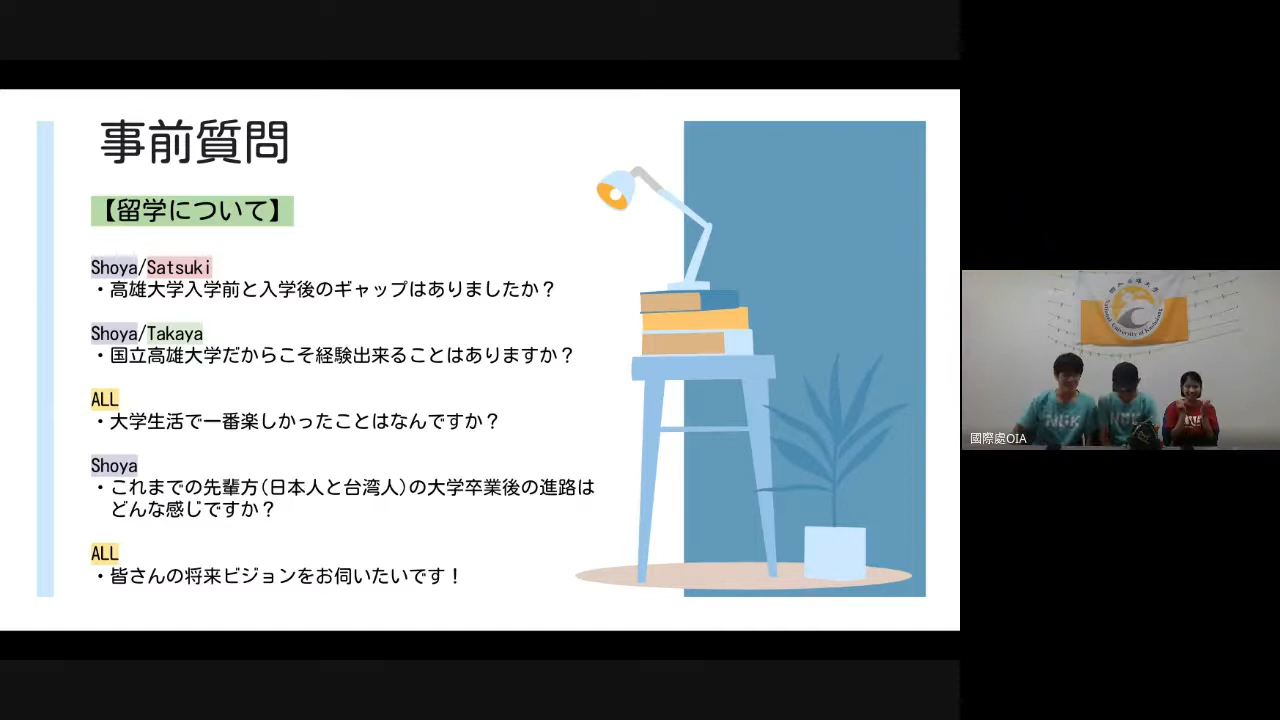 事前質問
【留学について】
Shoya/Satsuki
・高雄大学入学前と入学後のギャップはありましたか？
Shoya/Takaya
・国立高雄大学だからこそ経験出来ることはありますか？
ALL
・大学生活で一番楽しかったことはなんですか？
Shoya
・これまでの先輩方(日本人と台湾人)の大学卒業後の進路は
どんな感じですか？
ALL
・皆さんの将来ビジョンをお伺いたいです！
National University of Kaohsiung
NUK
國際處OIA